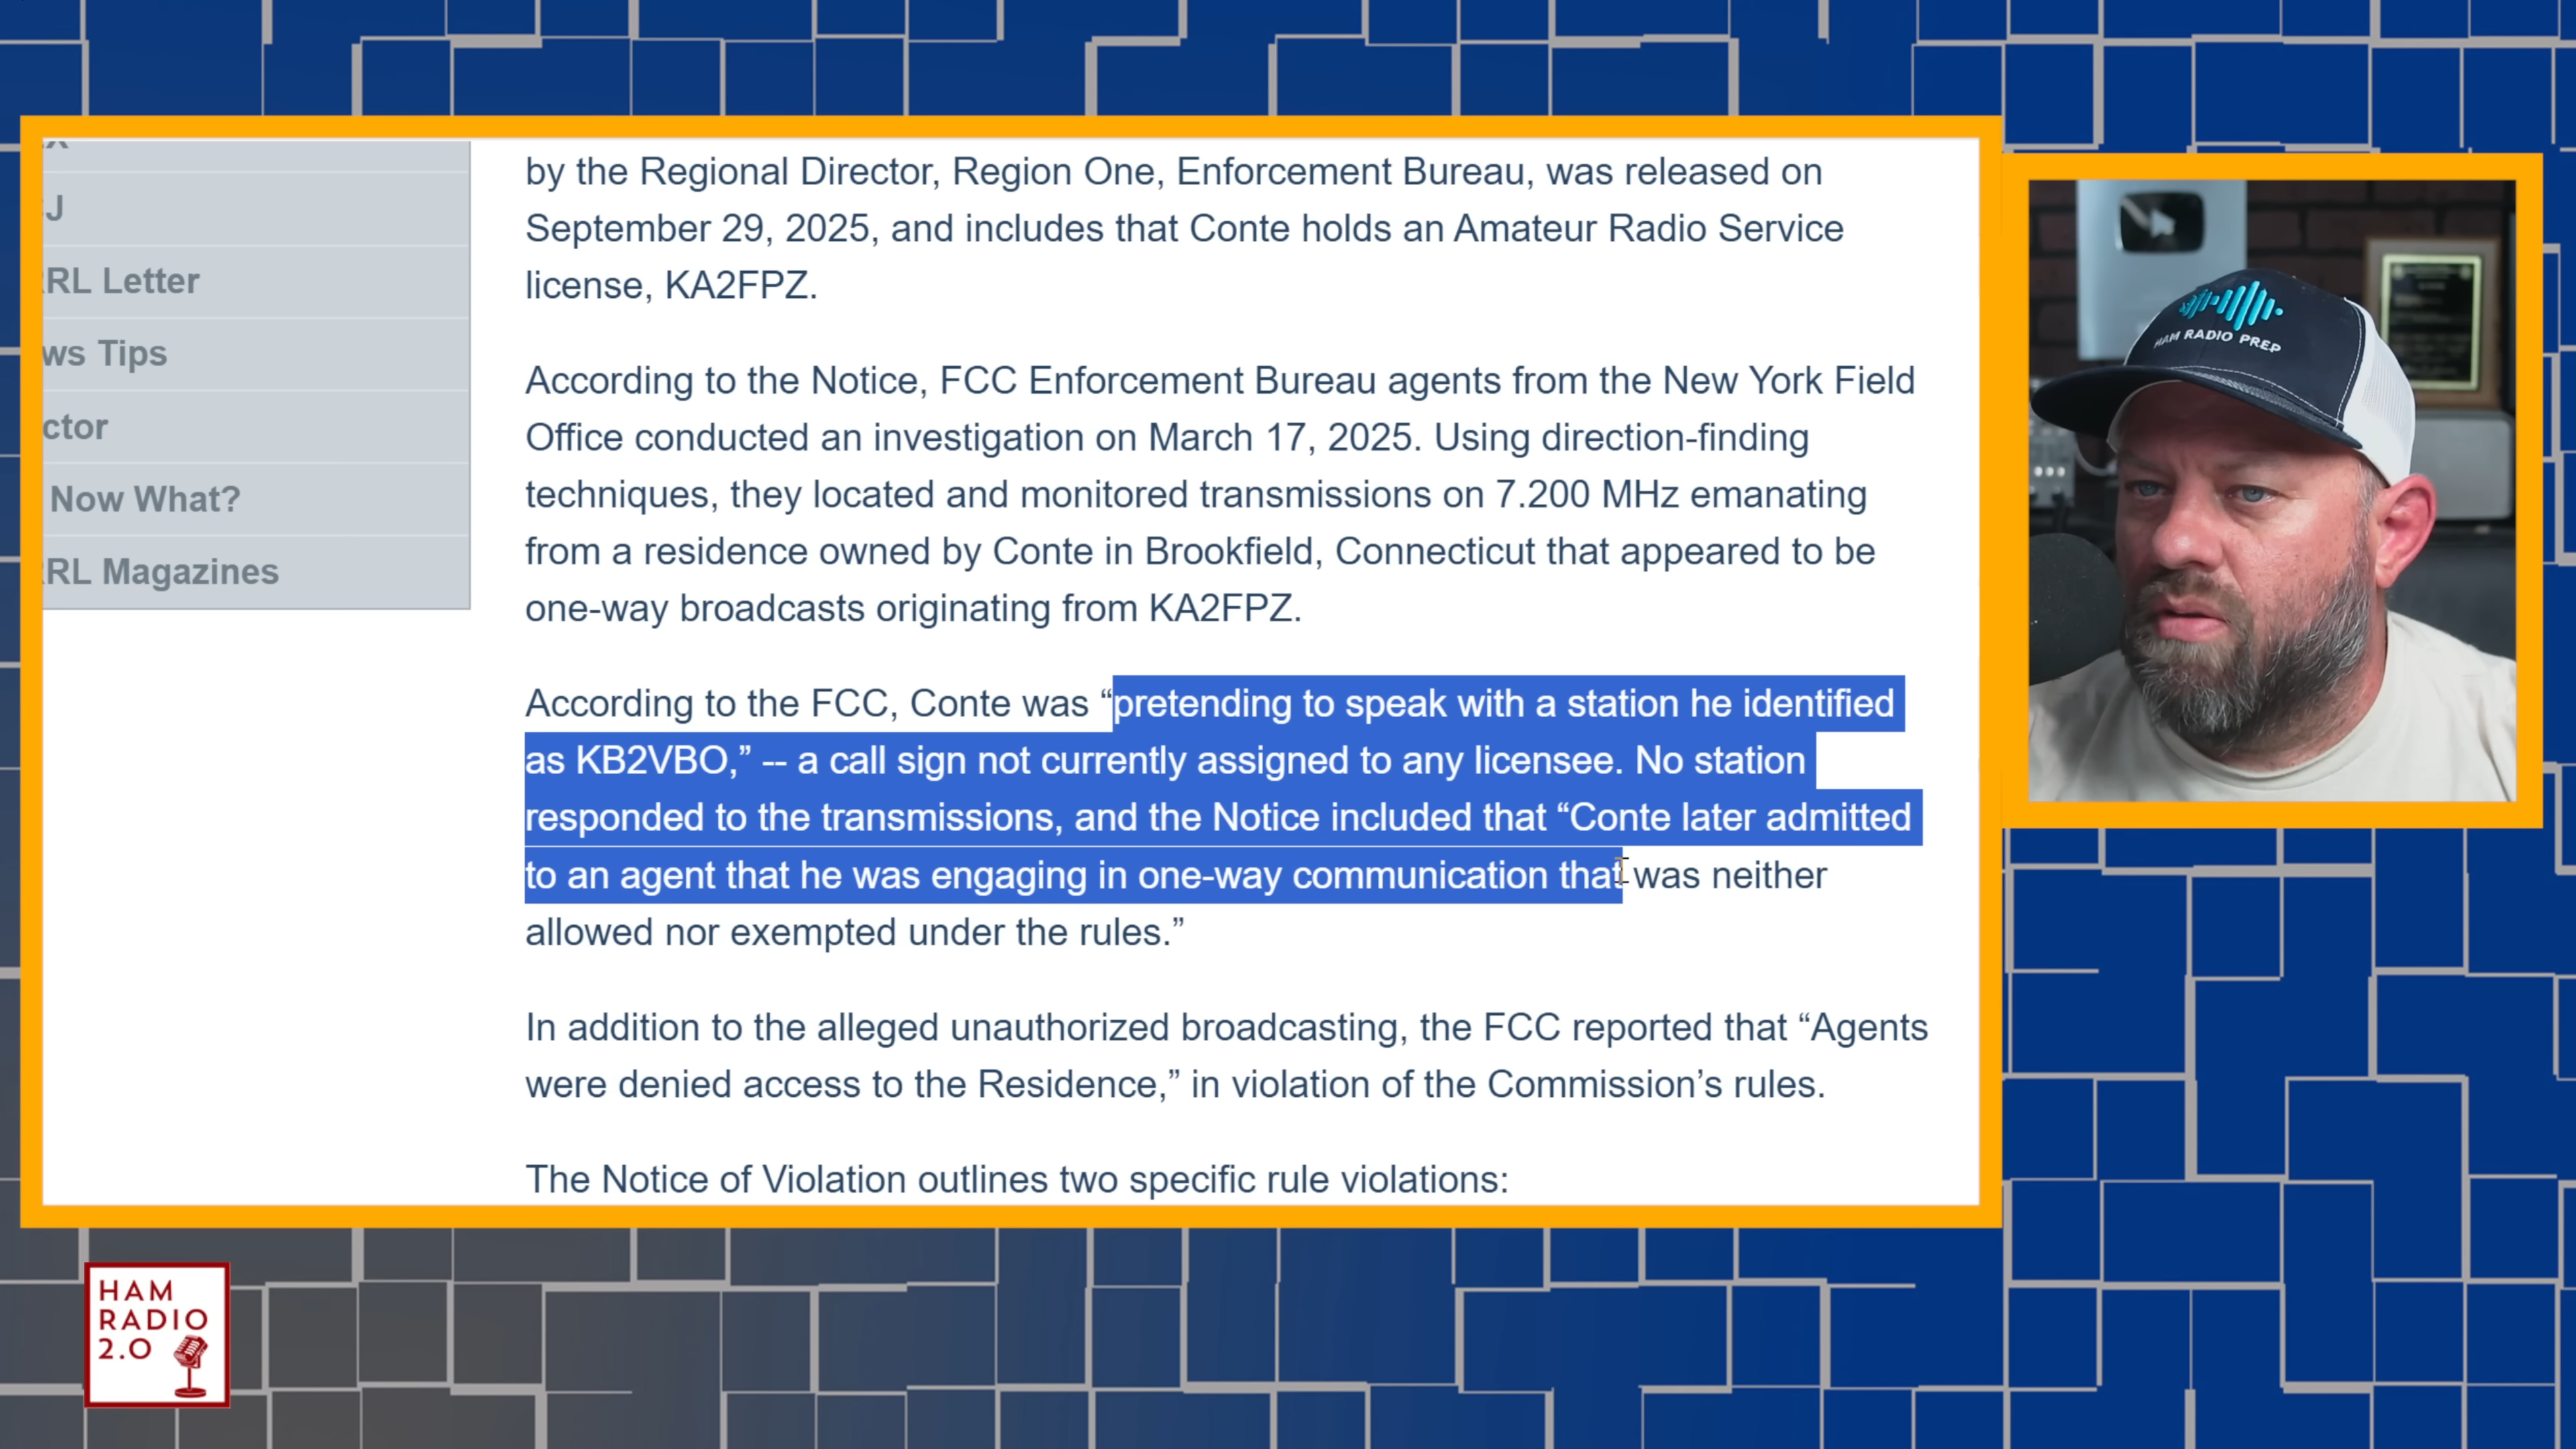 by the Regional Director, Region One, Enforcement Bureau, was released on
September 29, 2025, and includes that Conte holds an Amateur Radio Service
license, KA2FPZ.
According to the Notice, FCC Enforcement Bureau agents from the New York Field
Office conducted an investigation on March 17, 2025. Using direction-finding
techniques, they located and monitored transmissions on 7.200 MHz emanating
from a residence owned by Conte in Brookfield, Connecticut that appeared to be
one-way broadcasts originating from KA2FPZ.
According to the FCC, Conte was “pretending to speak with a station he identified
as KB2VBO,” -- a call sign not currently assigned to any licensee. No station
responded to the transmissions, and the Notice included that “Conte later admitted
to an agent that he was engaging in one-way communication that was neither
allowed nor exempted under the rules.”
In addition to the alleged unauthorized broadcasting, the FCC reported that “Agents
were denied access to the Residence,” in violation of the Commission’s rules.
The Notice of Violation outlines two specific rule violations:
J
RL Letter
ws Tips
ctor
Now What?
RL Magazines
HAM RADIO PREP
HAM
RADIO
2.0